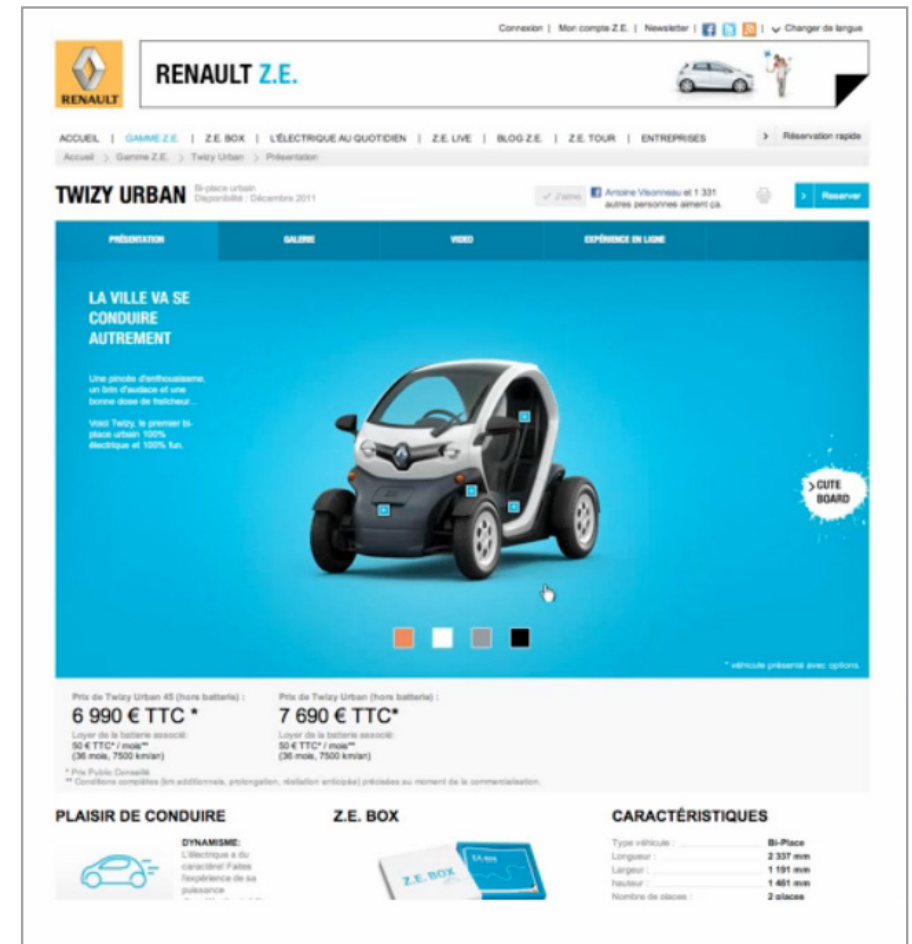 Connexion | Mon compte Z.E. | Newsletter | Changer de langue
RENAULT
RENAULT Z.E.
ACCUEIL | GAMME Z.E. | Z.E. BOX | L'ÉLECTRIQUE AU QUOTIDIEN | Z.E. LIVE | BLOG Z.E. | Z.E. TOUR | ENTREPRISES
> Réservation rapide
Accueil > Gamme Z.E. > Twizy Urban > Présentation
TWIZY URBAN
Bi-place urbain
Disponibilité : Décembre 2011
J'aime
Antoine Visonneau et 1 331
autres personnes aiment ça.
> Reserver
PRÉSENTATION
GALERIE
VIDEO
EXPÉRIENCE EN LIGNE
LA VILLE VA SE
CONDUIRE
AUTREMENT
Une pincée d'enthousiasme,
un brin d'audace et une
bonne dose de fraîcheur...
Voici Twizy, le premier bi-
place urbain 100%
électrique et 100% fun.
> CUTE
BOARD
* véhicule présenté avec options.
Prix de Twizy Urban 45 (hors batterie) :
6 990 € TTC *
Loyer de la batterie associé:
50 € TTC* / mois**
(36 mois, 7500 km/an)
Prix de Twizy Urban (hors batterie) :
7 690 € TTC*
Loyer de la batterie associé:
50 € TTC* / mois**
(36 mois, 7500 km/an)
* Prix Public Conseillé
** Conditions complètes (km additionnels, prolongation, résiliation anticipée) précisées au moment de la commercialisation.
PLAISIR DE CONDUIRE
DYNAMISME:
L'électrique a du
caractère! Faites
l'expérience de sa
puissance
Z.E. BOX
Z.E. BOX
CARACTÉRISTIQUES
Type véhicule : Bi-Place
Longueur : 2 337 mm
Largeur : 1 191 mm
hauteur : 1 461 mm
Nombre de places : 2 places